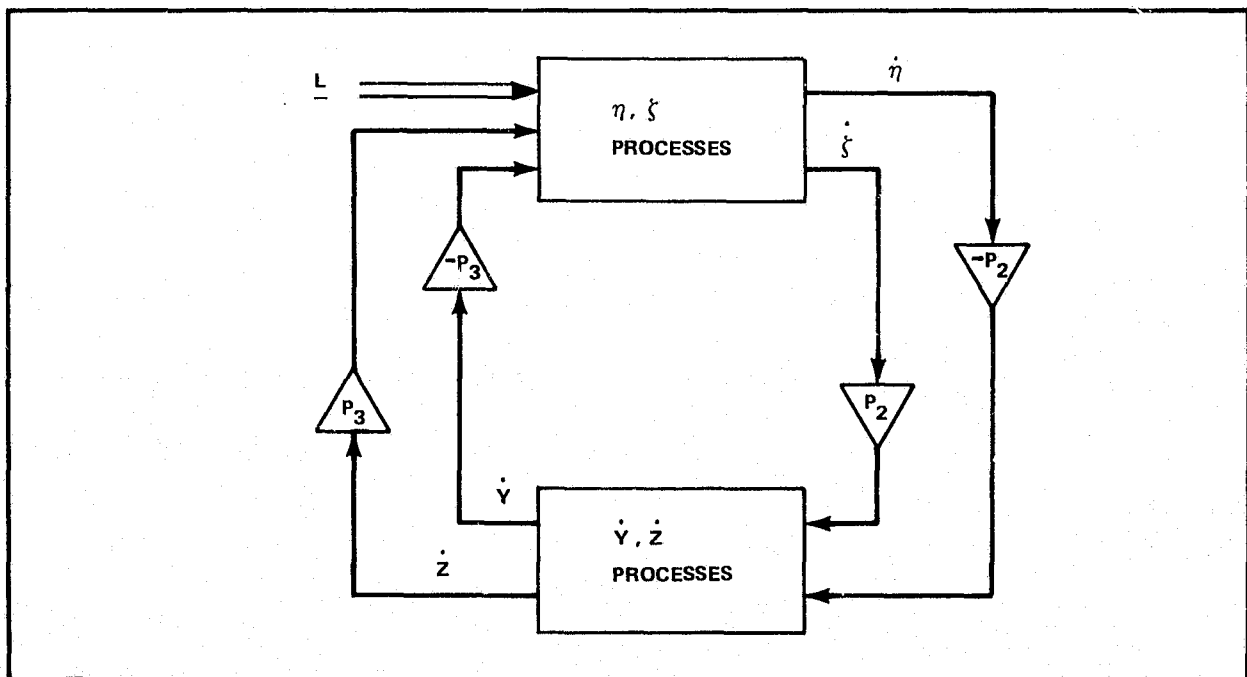 L
η̇
η, ζ
PROCESSES
ζ̇
-P₃
-P₂
P₃
P₂
Ẏ
Ẏ, Ż
PROCESSES
Ż